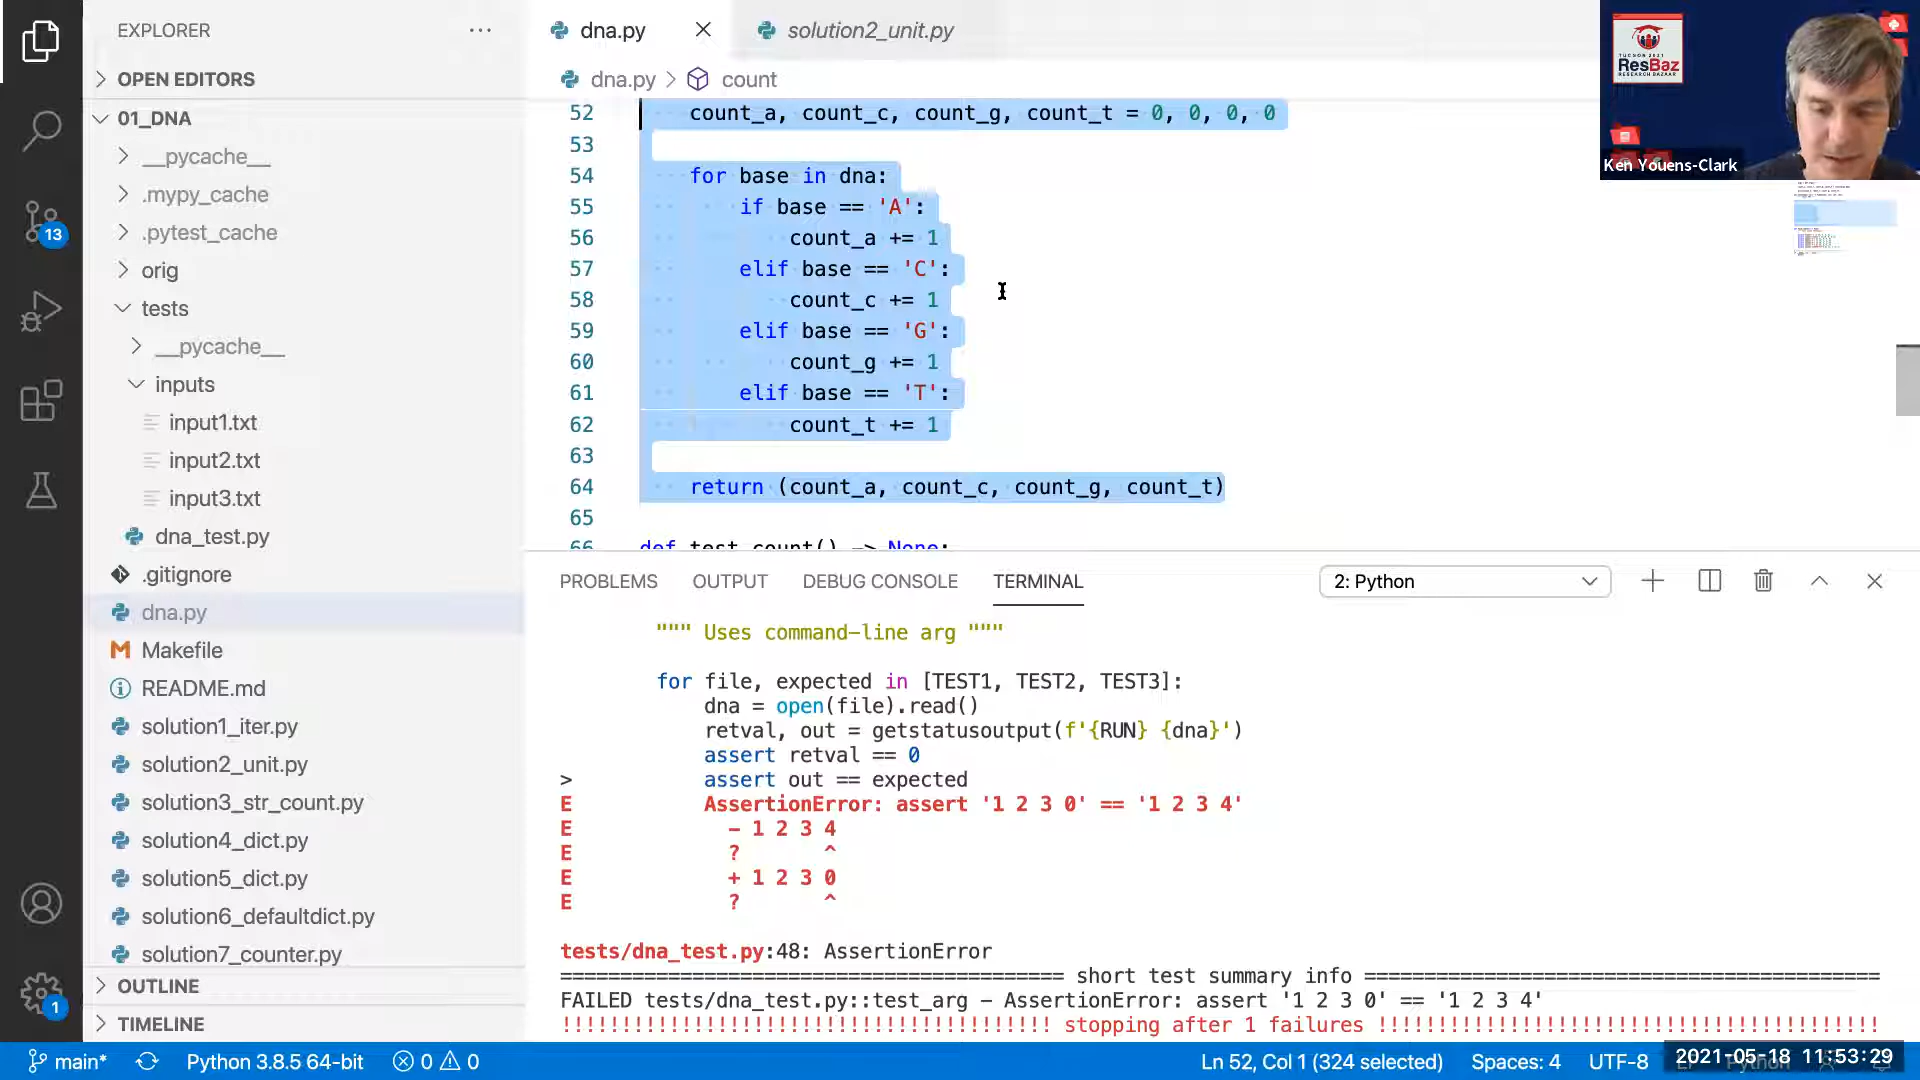 EXPLORER
OPEN EDITORS
01_DNA
__pycache__
.mypy_cache
.pytest_cache
orig
tests
__pycache__
inputs
input1.txt
input2.txt
input3.txt
dna_test.py
.gitignore
dna.py
Makefile
README.md
solution1_iter.py
solution2_unit.py
solution3_str_count.py
solution4_dict.py
solution5_dict.py
solution6_defaultdict.py
solution7_counter.py
OUTLINE
TIMELINE
13
1
dna.py
solution2_unit.py
dna.py > count
52 count_a, count_c, count_g, count_t = 0, 0, 0, 0
53
54 for base in dna:
55 if base == 'A':
56 count_a += 1
57 elif base == 'C':
58 count_c += 1
59 elif base == 'G':
60 count_g += 1
61 elif base == 'T':
62 count_t += 1
63
64 return (count_a, count_c, count_g, count_t)
65
66 def test_count() -> None:
TUCSON 2021
ResBaz
RESEARCH BAZAAR
Ken Youens-Clark
PROBLEMS OUTPUT DEBUG CONSOLE TERMINAL
2: Python
""" Uses command-line arg """
for file, expected in [TEST1, TEST2, TEST3]:
dna = open(file).read()
retval, out = getstatusoutput(f'{RUN} {dna}')
assert retval == 0
> assert out == expected
E AssertionError: assert '1 2 3 0' == '1 2 3 4'
E - 1 2 3 4
E ? ^
E + 1 2 3 0
E ? ^
tests/dna_test.py:48: AssertionError
========================================== short test summary info ===========================================
FAILED tests/dna_test.py::test_arg - AssertionError: assert '1 2 3 0' == '1 2 3 4'
!!!!!!!!!!!!!!!!!!!!!!!!!!!!!!!!!!!!!!!!! stopping after 1 failures !!!!!!!!!!!!!!!!!!!!!!!!!!!!!!!!!!!!!!!!!!
main* Python 3.8.5 64-bit 0 0 Ln 52, Col 1 (324 selected) Spaces: 4 UTF-8
2021-05-18 11:53:29